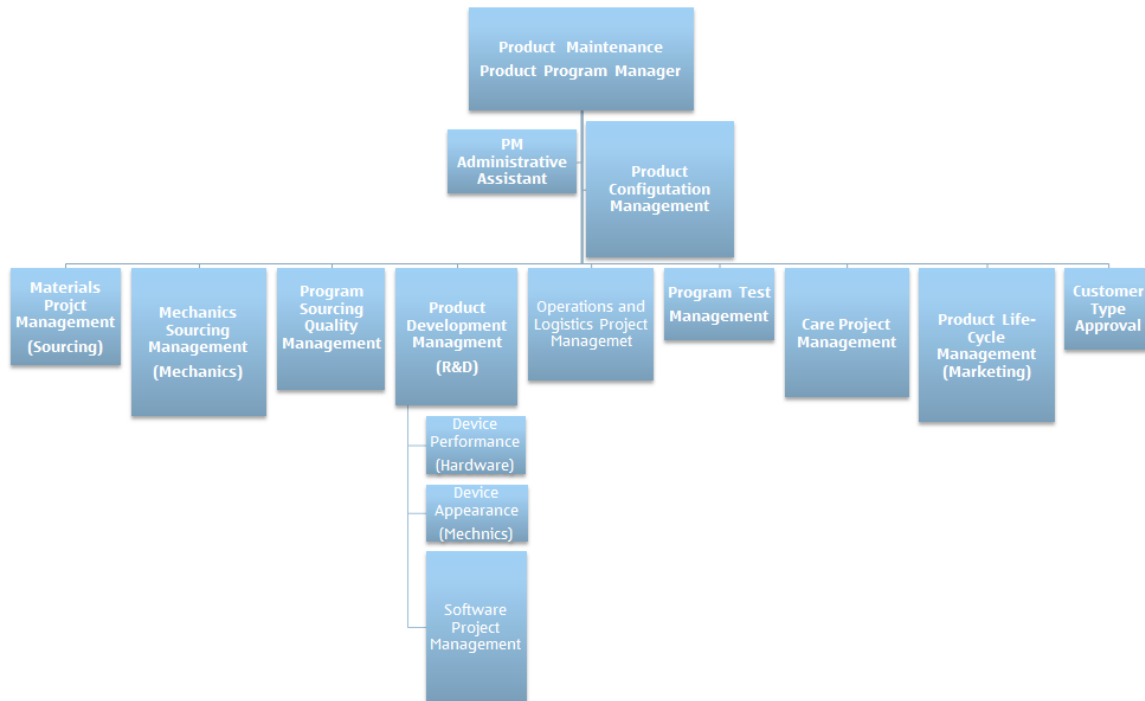 Product Maintenance
Product Program Manager
PM
Administrative
Assistant
Product
Configutation
Management
Materials
Projct
Management
(Sourcing)
Mechanics
Sourcing
Management
(Mechanics)
Program
Sourcing
Quality
Management
Product
Development
Managment
(R&D)
Operations and
Logistics Project
Managemet
Program Test
Management
Care Project
Management
Product Life-
Cycle
Management
(Marketing)
Customer
Type
Approval
Device
Performance
(Hardware)
Device
Appearance
(Mechnics)
Software
Project
Management